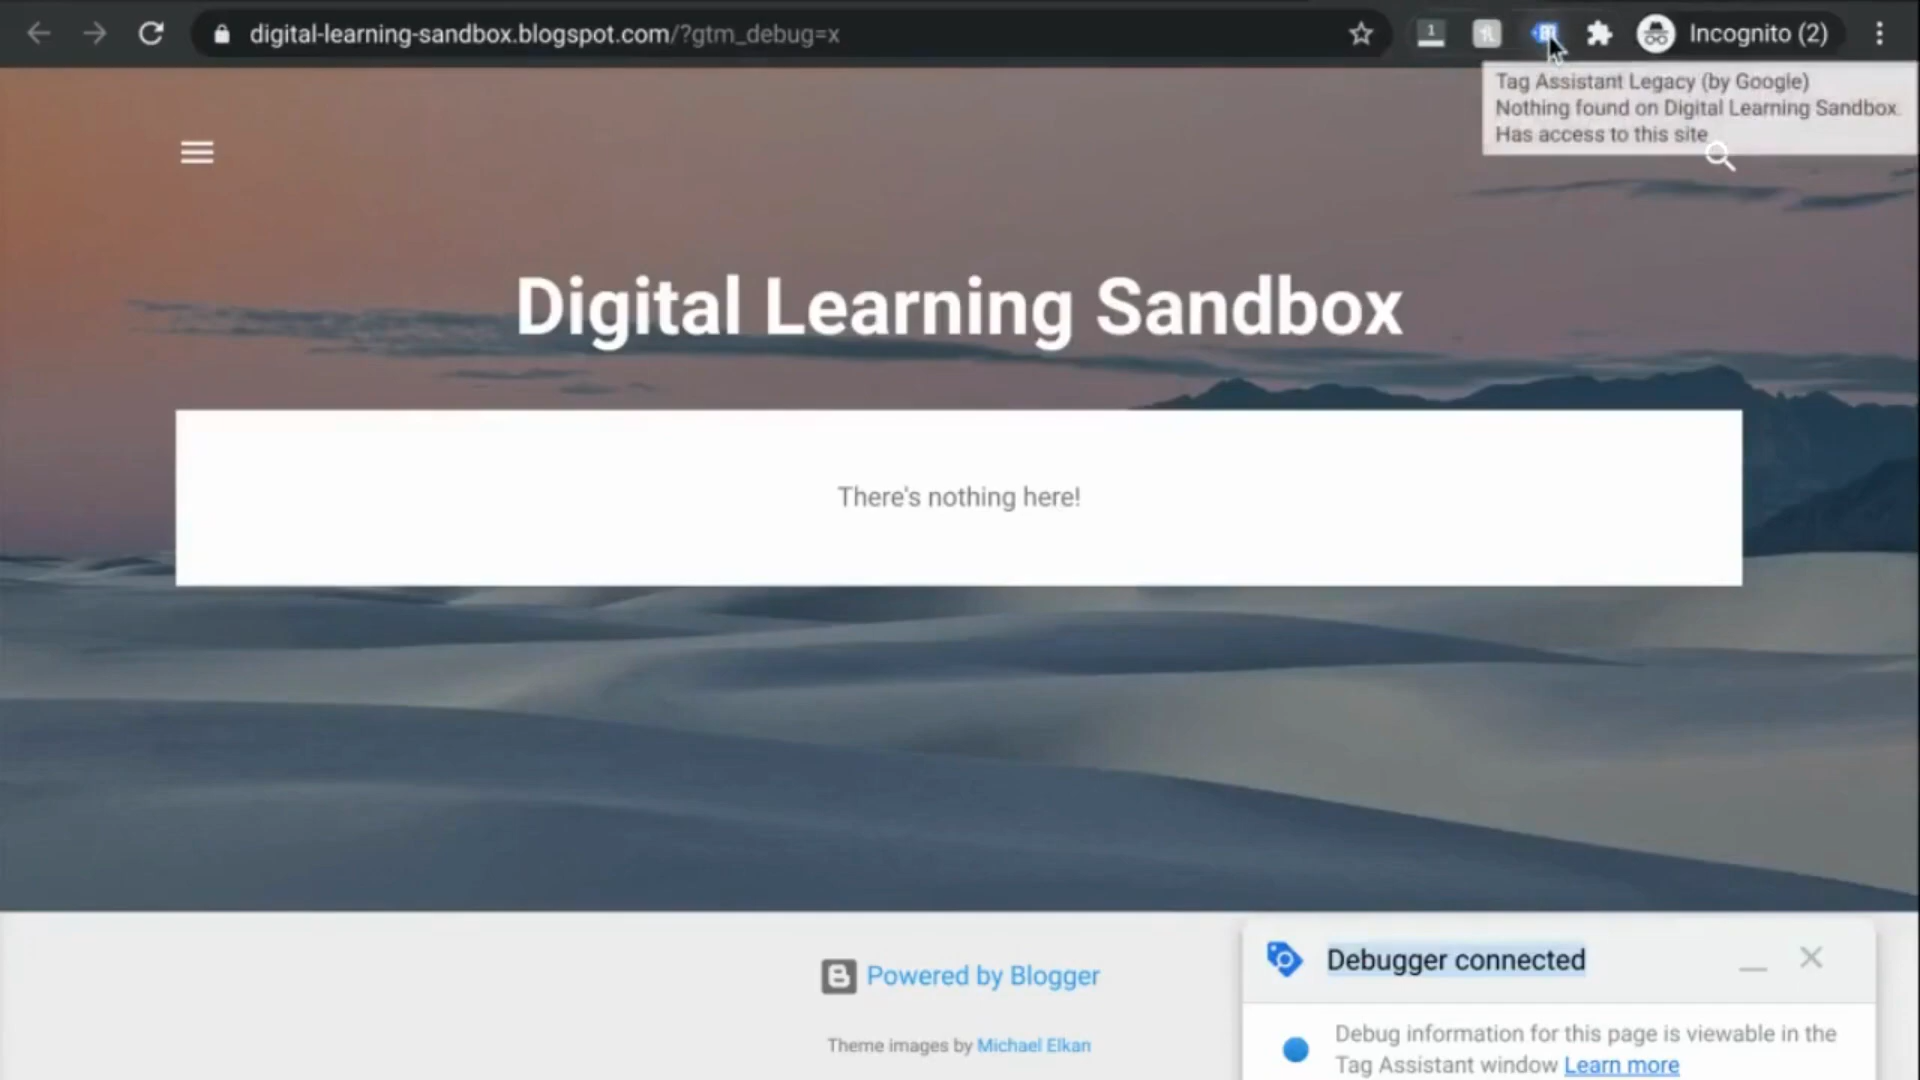 digital-learning-sandbox.blogspot.com/?gtm_debug=x
1
Incognito (2)
Tag Assistant Legacy (by Google)
Nothing found on Digital Learning Sandbox.
Has access to this site
Digital Learning Sandbox
There's nothing here!
Powered by Blogger
Theme images by Michael Elkan
Debugger connected
Debug information for this page is viewable in the
Tag Assistant window Learn more